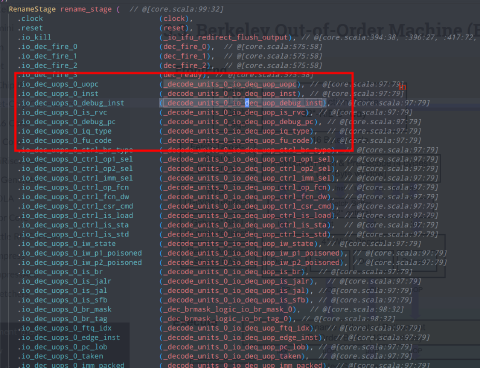 RenameStage rename_stage (  // @[core.scala:99:32]
.clock (clock),
.reset (reset),
.io_kill (_io_ifu_redirect_flush_output), // @[core.scala:394:38, :396:27, :417:72,
.io_dec_fire_0 (dec_fire_0), // @[core.scala:575:58]
.io_dec_fire_1 (dec_fire_1), // @[core.scala:575:58]
.io_dec_fire_2 (dec_fire_2), // @[core.scala:575:58]
.io_dec_fire_3 (dec_ready), // @[core.scala:575:58]
.io_dec_uops_0_uopc (_decode_units_0_io_deq_uop_uopc), // @[core.scala:97:79]
.io_dec_uops_0_inst (_decode_units_0_io_deq_uop_inst), // @[core.scala:97:79]
.io_dec_uops_0_debug_inst (_decode_units_0_io_deq_uop_debug_inst), // @[core.scala:97:79]
.io_dec_uops_0_is_rvc (_decode_units_0_io_deq_uop_is_rvc), // @[core.scala:97:79]
.io_dec_uops_0_debug_pc (_decode_units_0_io_deq_uop_debug_pc), // @[core.scala:97:79]
.io_dec_uops_0_iq_type (_decode_units_0_io_deq_uop_iq_type), // @[core.scala:97:79]
.io_dec_uops_0_fu_code (_decode_units_0_io_deq_uop_fu_code), // @[core.scala:97:79]
.io_dec_uops_0_ctrl_br_type (_decode_units_0_io_deq_uop_ctrl_br_type), // @[core.scala:97:79]
.io_dec_uops_0_ctrl_op1_sel (_decode_units_0_io_deq_uop_ctrl_op1_sel), // @[core.scala:97:79]
.io_dec_uops_0_ctrl_op2_sel (_decode_units_0_io_deq_uop_ctrl_op2_sel), // @[core.scala:97:79]
.io_dec_uops_0_ctrl_imm_sel (_decode_units_0_io_deq_uop_ctrl_imm_sel), // @[core.scala:97:79]
.io_dec_uops_0_ctrl_op_fcn (_decode_units_0_io_deq_uop_ctrl_op_fcn), // @[core.scala:97:79]
.io_dec_uops_0_ctrl_fcn_dw (_decode_units_0_io_deq_uop_ctrl_fcn_dw), // @[core.scala:97:79]
.io_dec_uops_0_ctrl_csr_cmd (_decode_units_0_io_deq_uop_ctrl_csr_cmd), // @[core.scala:97:79]
.io_dec_uops_0_ctrl_is_load (_decode_units_0_io_deq_uop_ctrl_is_load), // @[core.scala:97:79]
.io_dec_uops_0_ctrl_is_sta (_decode_units_0_io_deq_uop_ctrl_is_sta), // @[core.scala:97:79]
.io_dec_uops_0_ctrl_is_std (_decode_units_0_io_deq_uop_ctrl_is_std), // @[core.scala:97:79]
.io_dec_uops_0_iw_state (_decode_units_0_io_deq_uop_iw_state), // @[core.scala:97:79]
.io_dec_uops_0_iw_p1_poisoned (_decode_units_0_io_deq_uop_iw_p1_poisoned), // @[core.scala:97:79]
.io_dec_uops_0_iw_p2_poisoned (_decode_units_0_io_deq_uop_iw_p2_poisoned), // @[core.scala:97:79]
.io_dec_uops_0_is_br (_decode_units_0_io_deq_uop_is_br), // @[core.scala:97:79]
.io_dec_uops_0_is_jalr (_decode_units_0_io_deq_uop_is_jalr), // @[core.scala:97:79]
.io_dec_uops_0_is_jal (_decode_units_0_io_deq_uop_is_jal), // @[core.scala:97:79]
.io_dec_uops_0_is_sfb (_decode_units_0_io_deq_uop_is_sfb), // @[core.scala:97:79]
.io_dec_uops_0_br_mask (_dec_brmask_logic_io_br_mask_0), // @[core.scala:98:32]
.io_dec_uops_0_br_tag (_dec_brmask_logic_io_br_tag_0), // @[core.scala:98:32]
.io_dec_uops_0_ftq_idx (_decode_units_0_io_deq_uop_ftq_idx), // @[core.scala:97:79]
.io_dec_uops_0_edge_inst (_decode_units_0_io_deq_uop_edge_inst), // @[core.scala:97:79]
.io_dec_uops_0_pc_lob (_decode_units_0_io_deq_uop_pc_lob), // @[core.scala:97:79]
.io_dec_uops_0_taken (_decode_units_0_io_deq_uop_taken), // @[core.scala:97:79]
.io_dec_uops_0_imm_packed (_decode_units_0_io_deq_uop_imm_packed), // @[core.scala:97:79]
Berkeley Out-of-Order Machine (B